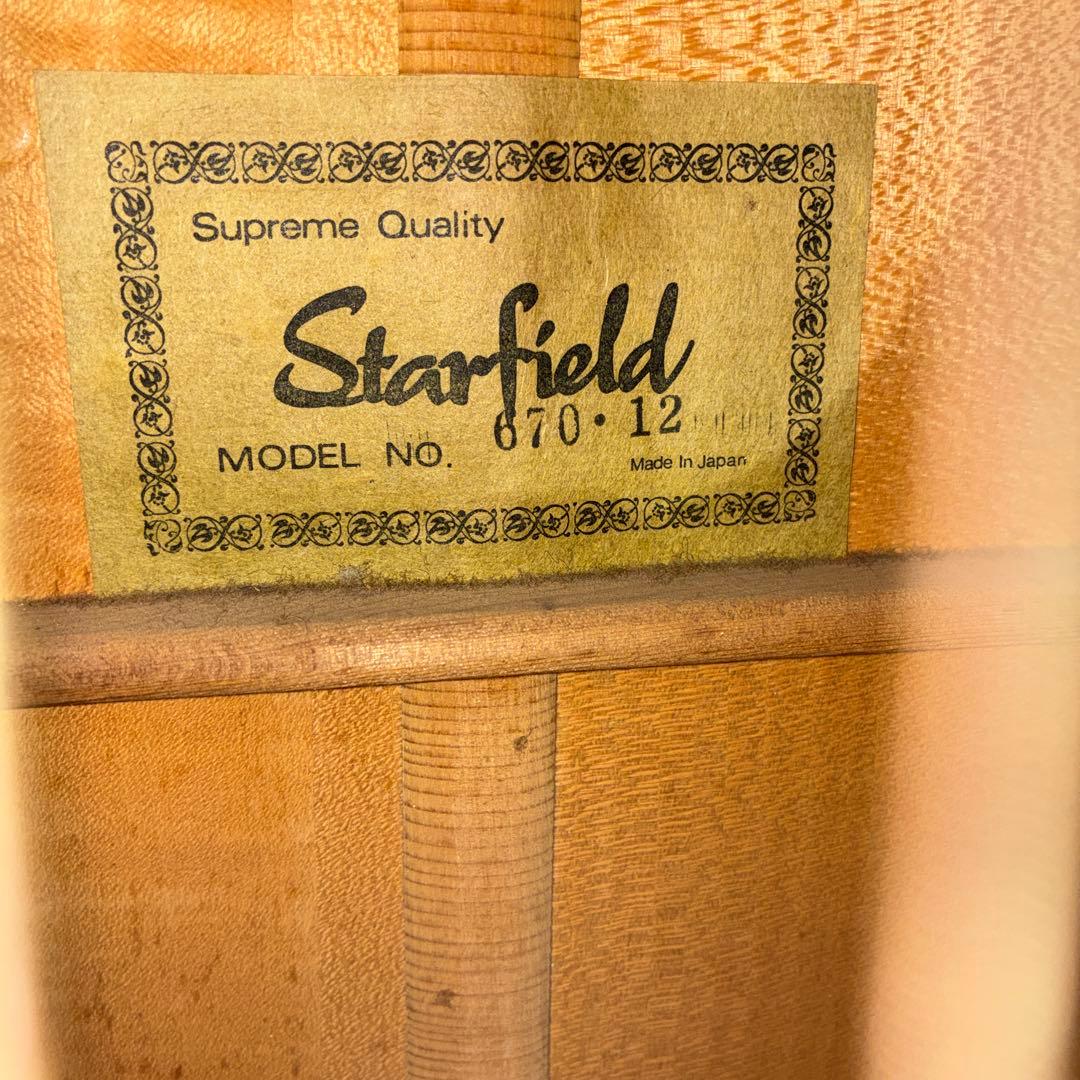 Supreme Quality
Starfield
MODEL NO. 670・12
Made In Japan